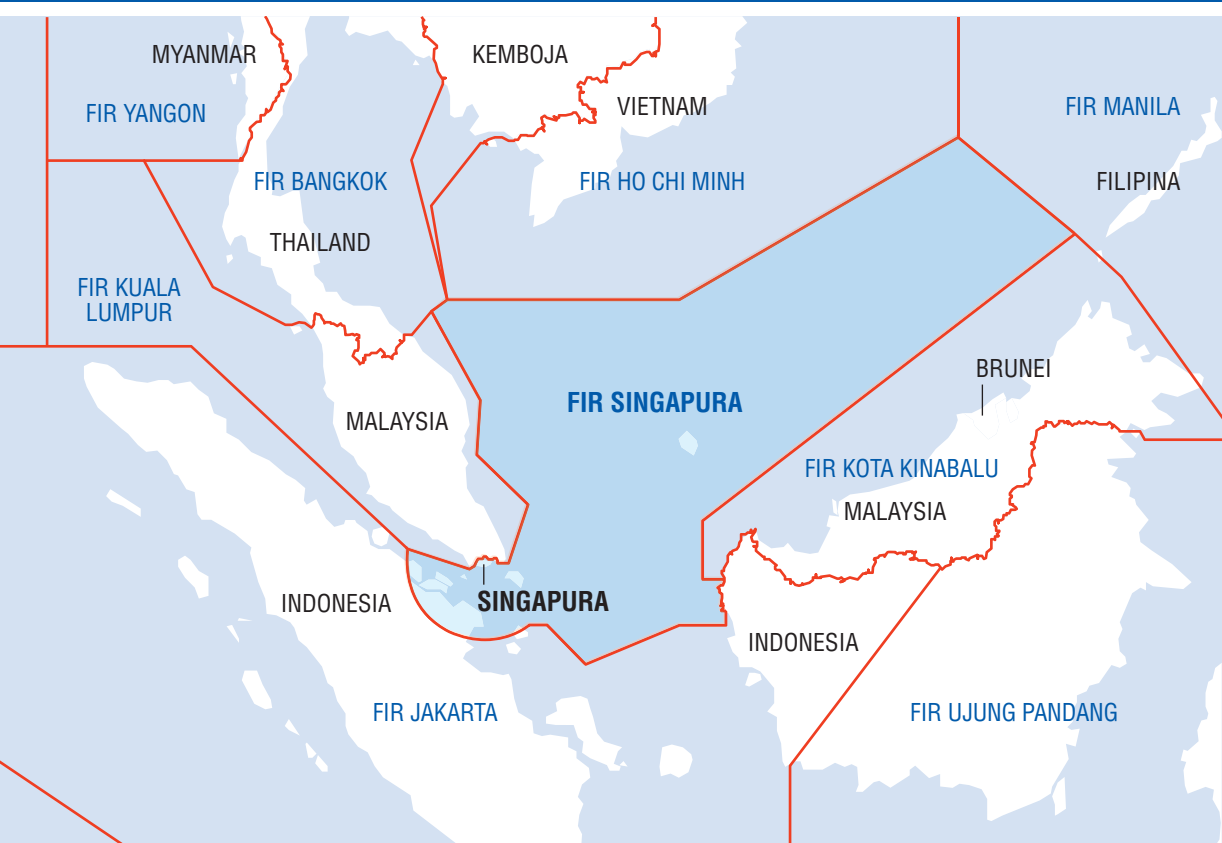 MYANMAR
KEMBOJA
FIR YANGON
VIETNAM
FIR MANILA
FIR BANGKOK
FIR HO CHI MINH
FILIPINA
THAILAND
FIR KUALA
LUMPUR
BRUNEI
FIR SINGAPURA
MALAYSIA
FIR KOTA KINABALU
MALAYSIA
INDONESIA
SINGAPURA
INDONESIA
FIR JAKARTA
FIR UJUNG PANDANG